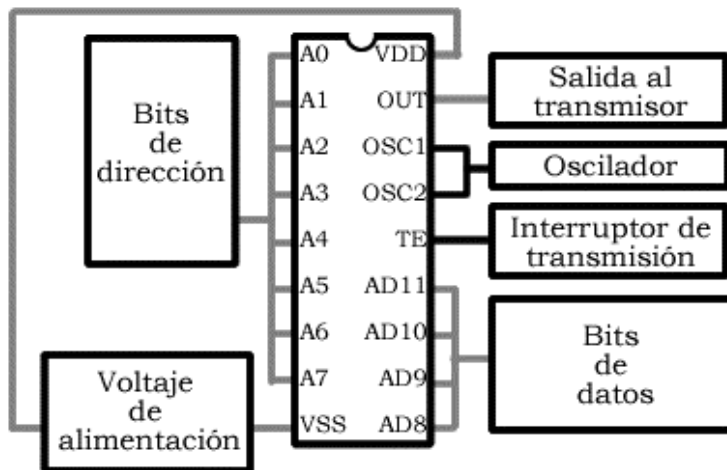 Bits
de
dirección
Voltaje
de
alimentación
A0
A1
A2
A3
A4
A5
A6
A7
VSS
VDD
OUT
OSC1
OSC2
TE
AD11
AD10
AD9
AD8
Salida al
transmisor
Oscilador
Interruptor de
transmisión
Bits
de
datos